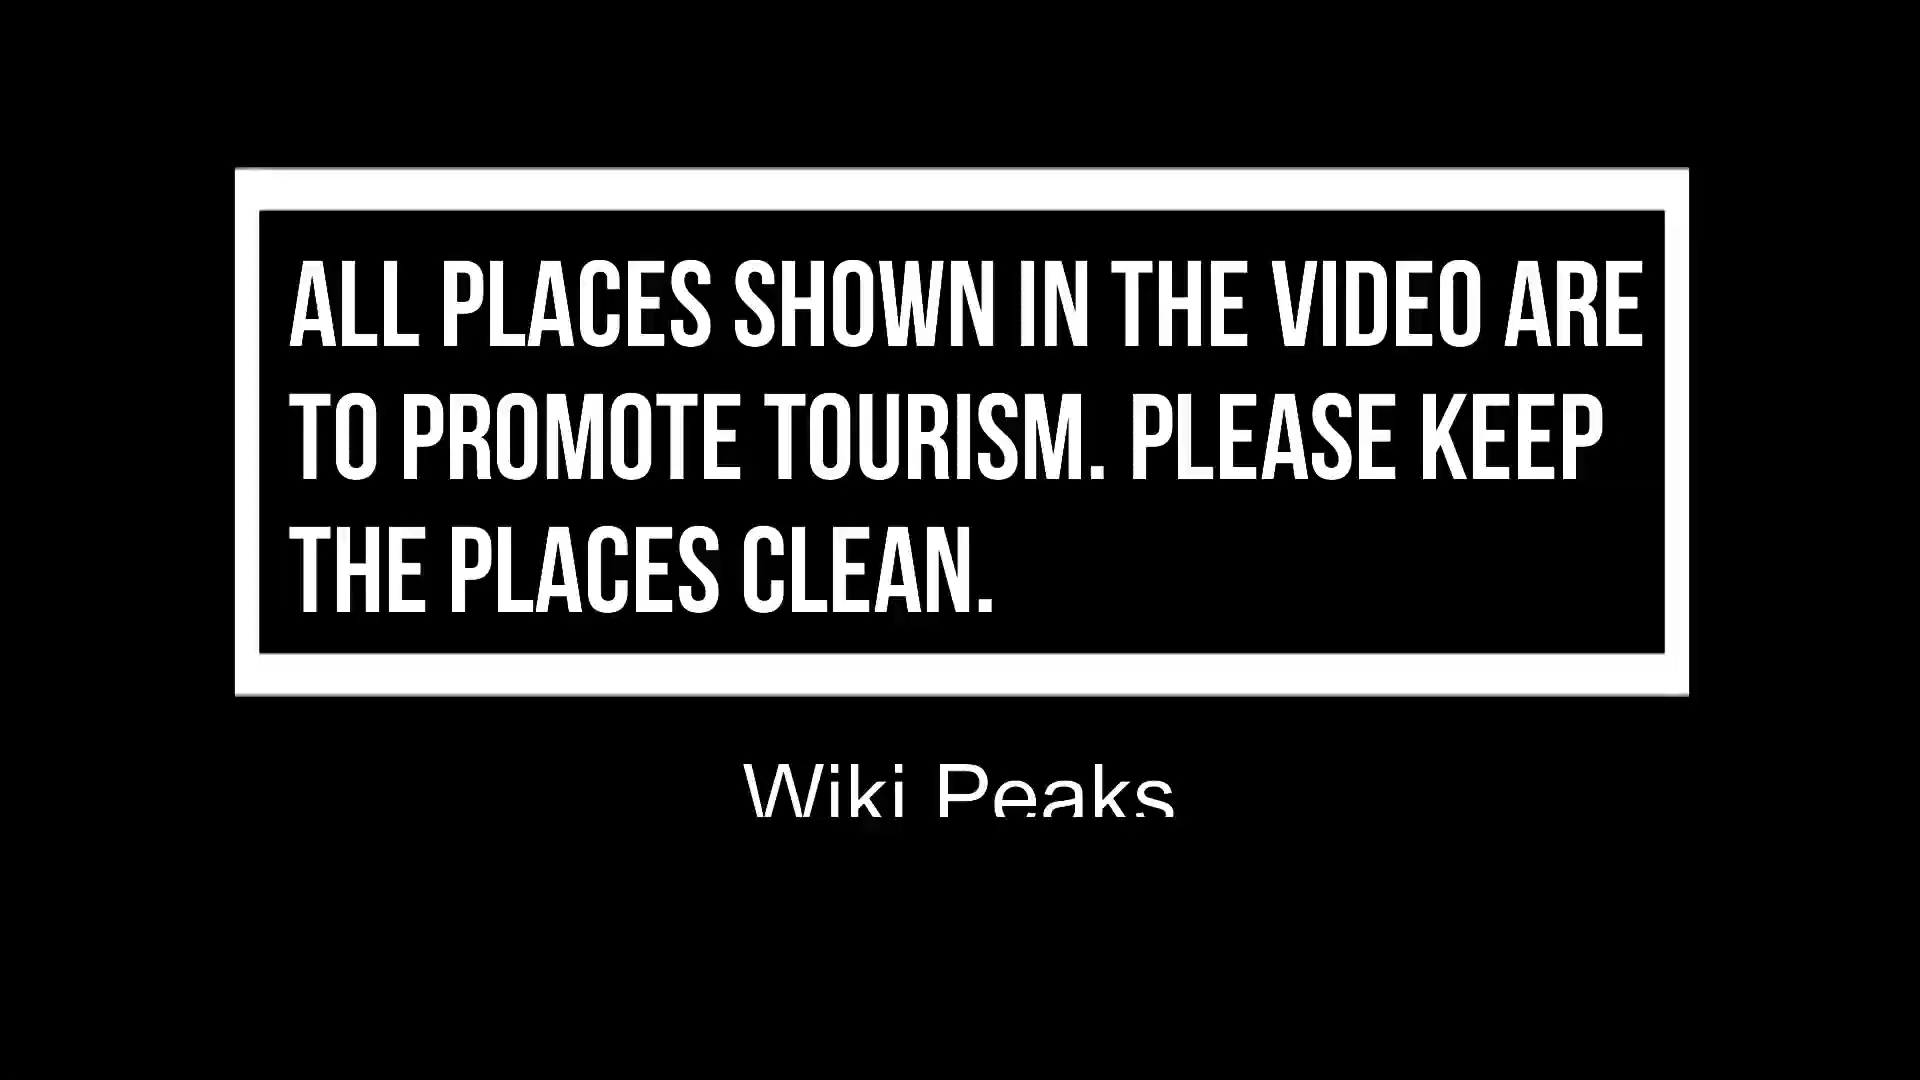 ALL PLACES SHOWN IN THE VIDEO ARE
TO PROMOTE TOURISM. PLEASE KEEP
THE PLACES CLEAN.
Wiki Peaks